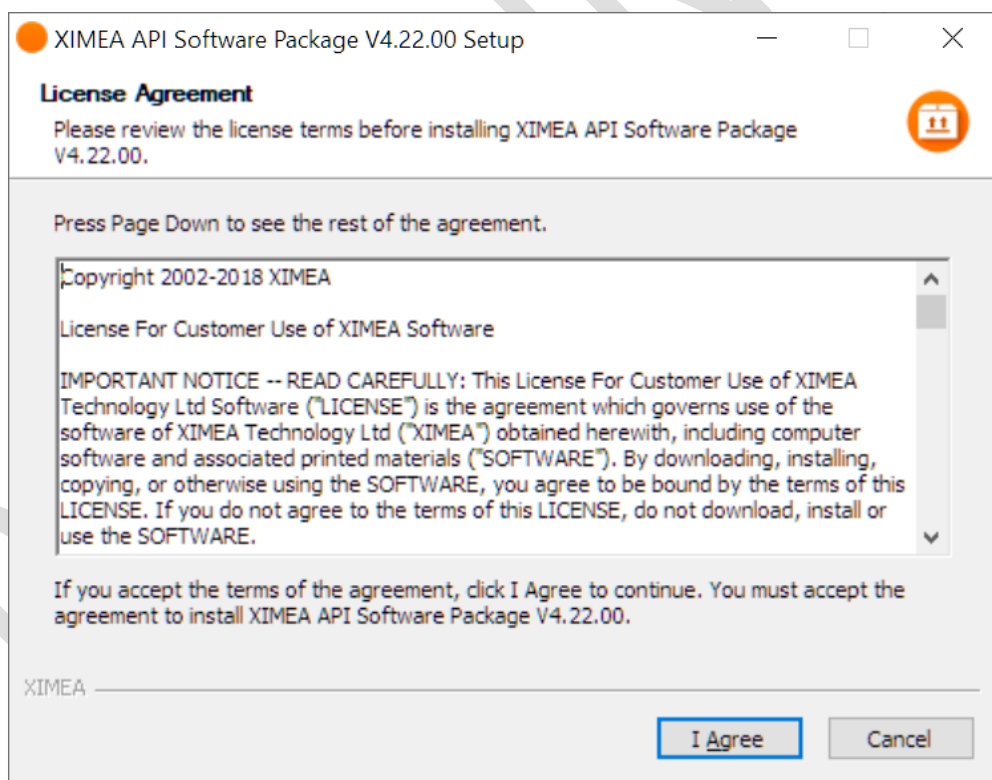 XIMEA API Software Package V4.22.00 Setup
License Agreement
Please review the license terms before installing XIMEA API Software Package
V4.22.00.
Press Page Down to see the rest of the agreement.
Copyright 2002-2018 XIMEA
License For Customer Use of XIMEA Software
IMPORTANT NOTICE -- READ CAREFULLY: This License For Customer Use of XIMEA
Technology Ltd Software ("LICENSE") is the agreement which governs use of the
software of XIMEA Technology Ltd ("XIMEA") obtained herewith, including computer
software and associated printed materials ("SOFTWARE"). By downloading, installing,
copying, or otherwise using the SOFTWARE, you agree to be bound by the terms of this
LICENSE. If you do not agree to the terms of this LICENSE, do not download, install or
use the SOFTWARE.
If you accept the terms of the agreement, click I Agree to continue. You must accept the
agreement to install XIMEA API Software Package V4.22.00.
XIMEA
I Agree
Cancel